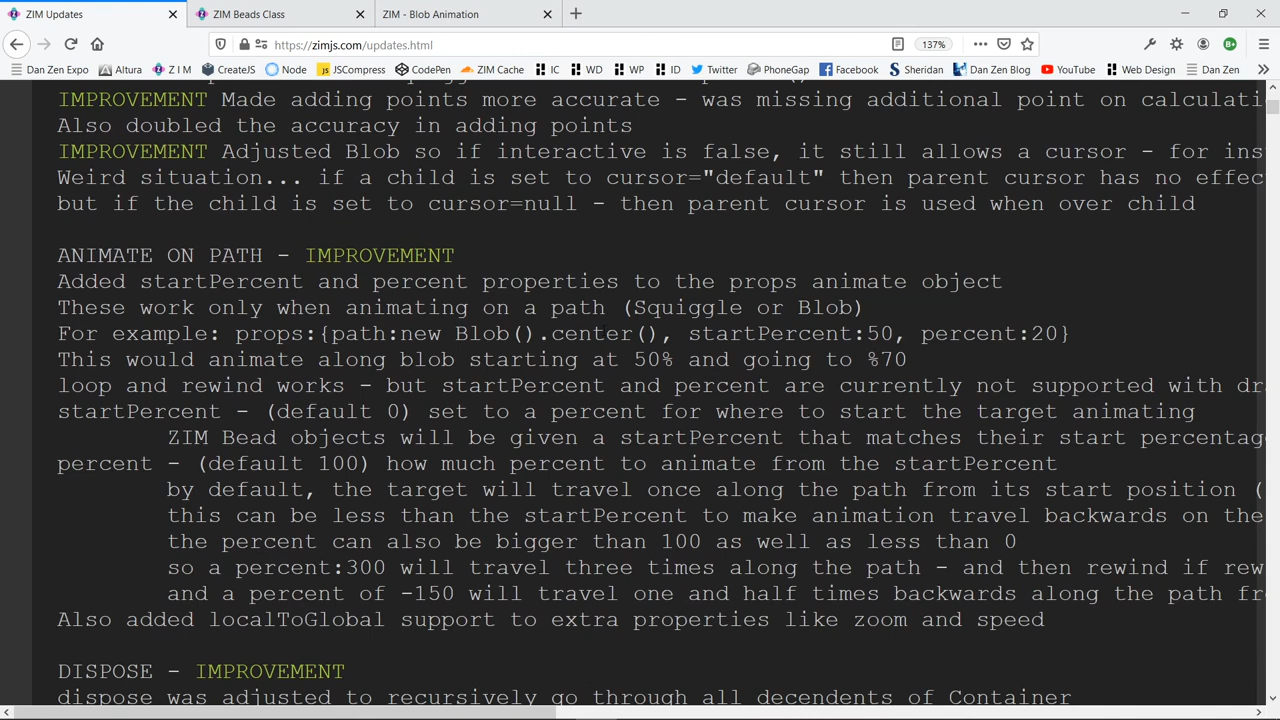 ZIM Updates
ZIM Beads Class
ZIM - Blob Animation
https://zimjs.com/updates.html
137%
Dan Zen Expo Altura Z I M CreateJS Node JSCompress CodePen ZIM Cache IC WD WP ID Twitter PhoneGap Facebook Sheridan Dan Zen Blog YouTube Web Design Dan Zen
IMPROVEMENT Made adding points more accurate - was missing additional point on calculati
Also doubled the accuracy in adding points
IMPROVEMENT Adjusted Blob so if interactive is false, it still allows a cursor - for ins
Weird situation... if a child is set to cursor="default" then parent cursor has no effec
but if the child is set to cursor=null - then parent cursor is used when over child
ANIMATE ON PATH - IMPROVEMENT
Added startPercent and percent properties to the props animate object
These work only when animating on a path (Squiggle or Blob)
For example: props:{path:new Blob().center(), startPercent:50, percent:20}
This would animate along blob starting at 50% and going to %70
loop and rewind works - but startPercent and percent are currently not supported with dr
startPercent - (default 0) set to a percent for where to start the target animating
ZIM Bead objects will be given a startPercent that matches their start percentag
percent - (default 100) how much percent to animate from the startPercent
by default, the target will travel once along the path from its start position (
this can be less than the startPercent to make animation travel backwards on the
the percent can also be bigger than 100 as well as less than 0
so a percent:300 will travel three times along the path - and then rewind if rew
and a percent of -150 will travel one and half times backwards along the path fr
Also added localToGlobal support to extra properties like zoom and speed
DISPOSE - IMPROVEMENT
dispose was adjusted to recursively go through all decendents of Container